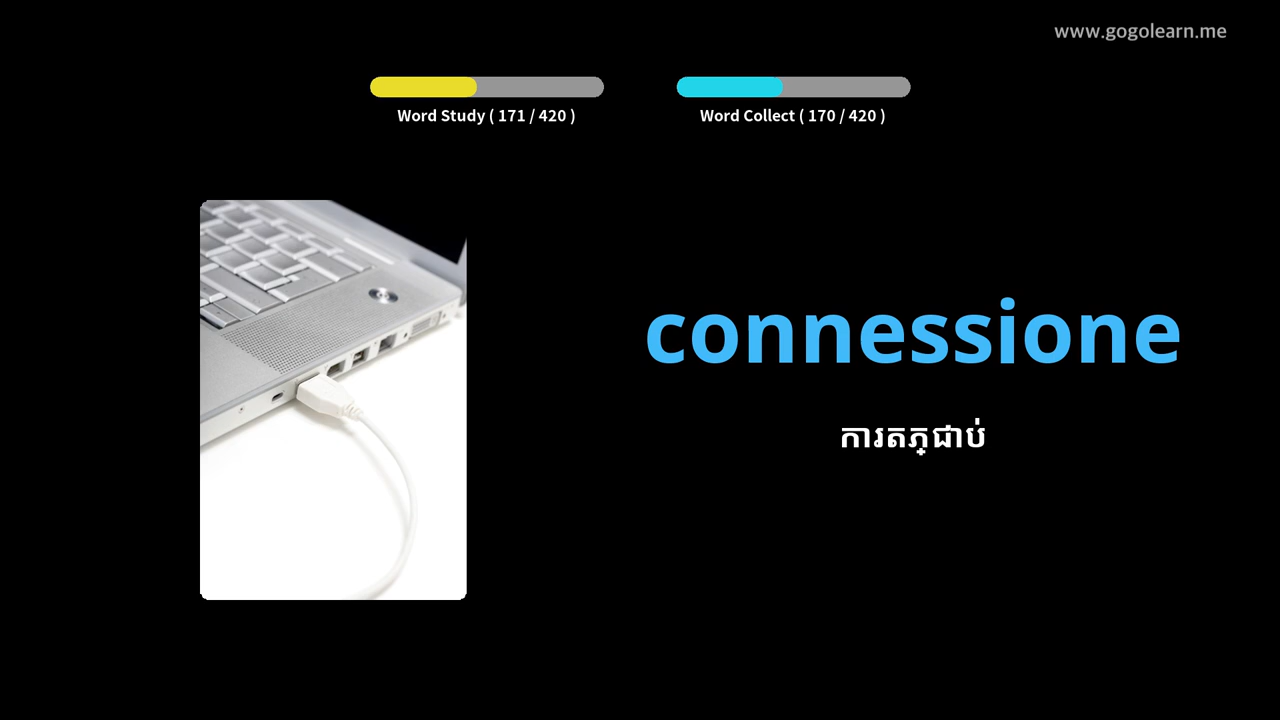 www.gogolearn.me
Word Study ( 171 / 420 )
Word Collect ( 170 / 420 )
connessione
ការតភ្ជាប់